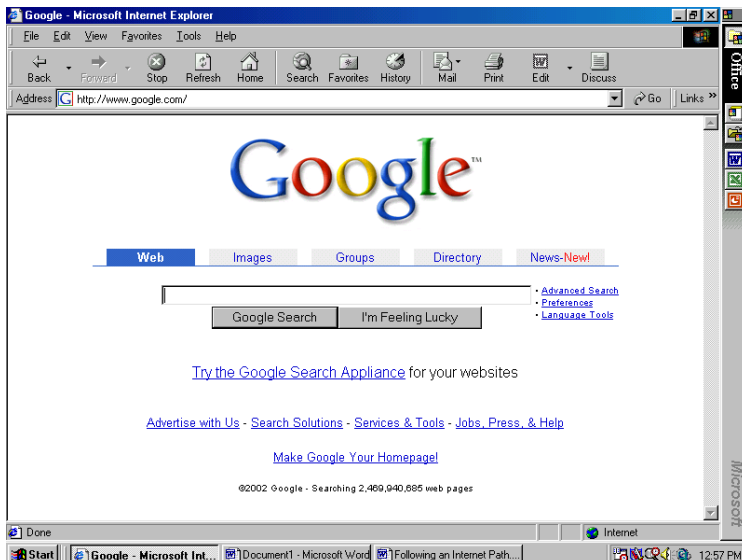 Google - Microsoft Internet Explorer
File Edit View Favorites Tools Help
Back Forward Stop Refresh Home Search Favorites History Mail Print Edit Discuss
Address http://www.google.com/ Go Links »
Office
Google™
Web Images Groups Directory News-New!
• Advanced Search
• Preferences
• Language Tools
Google Search I'm Feeling Lucky
Try the Google Search Appliance for your websites
Advertise with Us - Search Solutions - Services & Tools - Jobs, Press, & Help
Make Google Your Homepage!
©2002 Google - Searching 2,469,940,685 web pages
Microsoft
Done Internet
Start Google - Microsoft Int... Document1 - Microsoft Word Following an Internet Path.... 12:57 PM